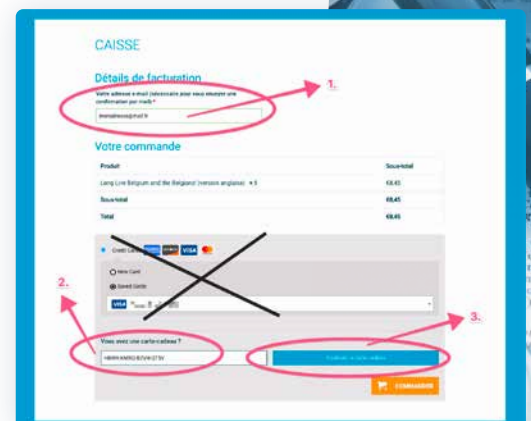 CAISSE
Détails de facturation
Votre adresse e-mail (nécessaire pour vous envoyer une
confirmation par mail) *
1.
Votre commande
Produit Sous-total
Long Live Belgium and the Belgians! (version anglaise) × 1 €8,45
Sous-total €8,45
Total €8,45
Credit Card VISA
New Card
Saved Cards
VISA
2.
3.
Vous avez une carte-cadeau ?
COMMANDER